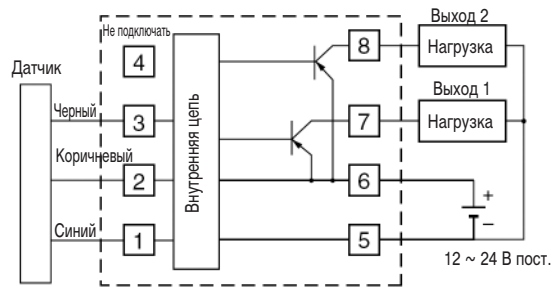 Выход 2
Не подключать
8
Нагрузка
4
Датчик
Выход 1
Черный
3
7
Нагрузка
Внутренняя цепь
Коричневый
2
6
+
Синий
1
5
–
12 ~ 24 В пост.